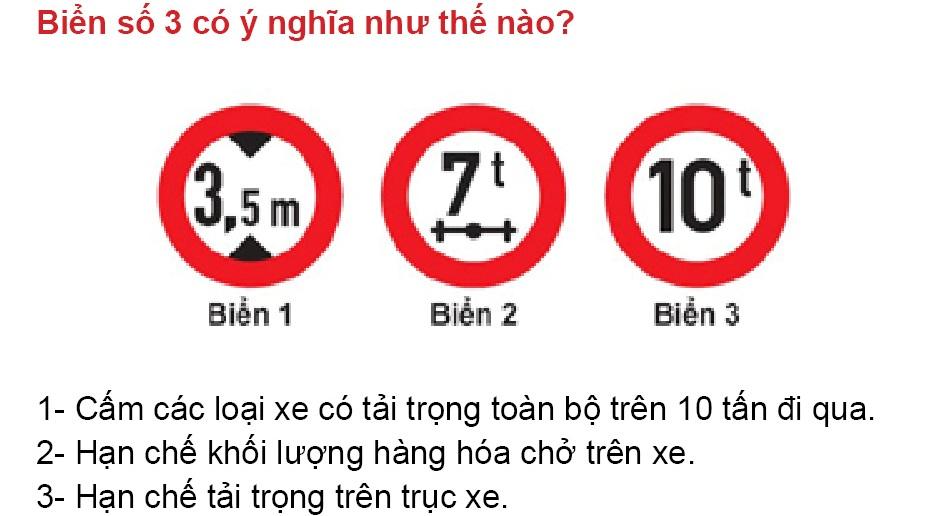 Biển số 3 có ý nghĩa như thế nào?
3,5 m
7 t
10 t
Biển 1
Biển 2
Biển 3
1- Cấm các loại xe có tải trọng toàn bộ trên 10 tấn đi qua.
2- Hạn chế khối lượng hàng hóa chở trên xe.
3- Hạn chế tải trọng trên trục xe.